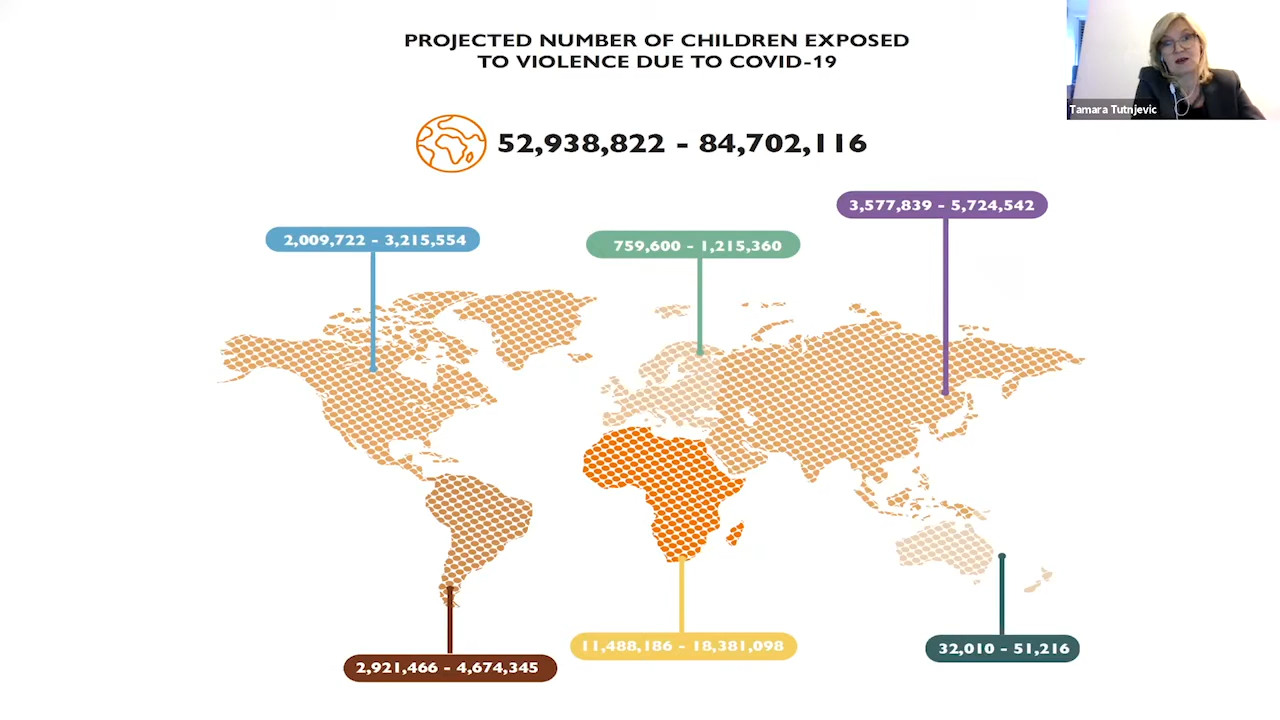 PROJECTED NUMBER OF CHILDREN EXPOSED
TO VIOLENCE DUE TO COVID-19
Tamara Tutnjevic
52,938,822 - 84,702,116
3,577,839 - 5,724,542
2,009,722 - 3,215,554
759,600 - 1,215,360
11,488,186 - 18,381,098
32,010 - 51,216
2,921,466 - 4,674,345